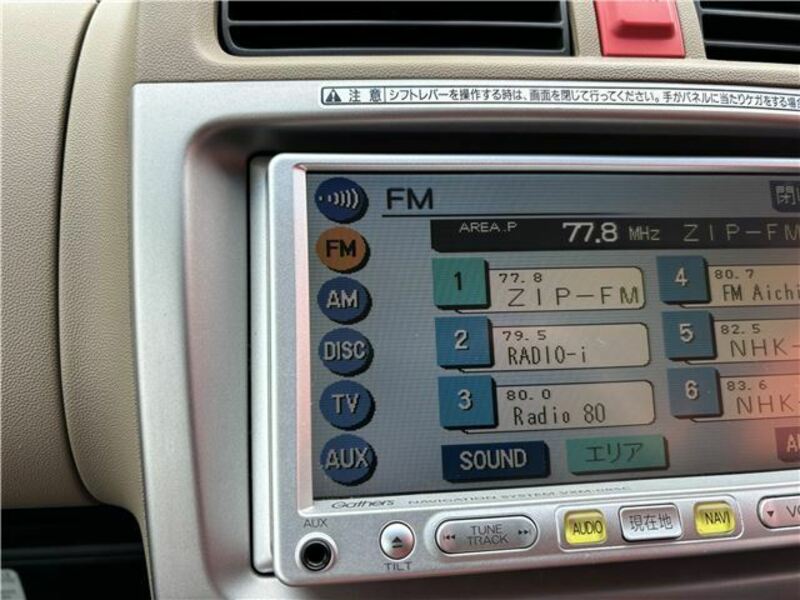 注意 シフトレバーを操作する時は、画面を閉じて行ってください。手がパネルに当たりケガをする場合
FM
FM
AM
DISC
TV
AUX
AREA.P 77.8 MHz ZIP-FM
1 77.8 ZIP-FM
2 79.5 RADIO-i
3 80.0 Radio 80
4 80.7 FM Aichi
5 82.5 NHK-
6 83.6 NHK
SOUND エリア
Gathers NAVIGATION SYSTEM
AUX
TILT
TUNE
TRACK
AUDIO 現在地 NAVI VO